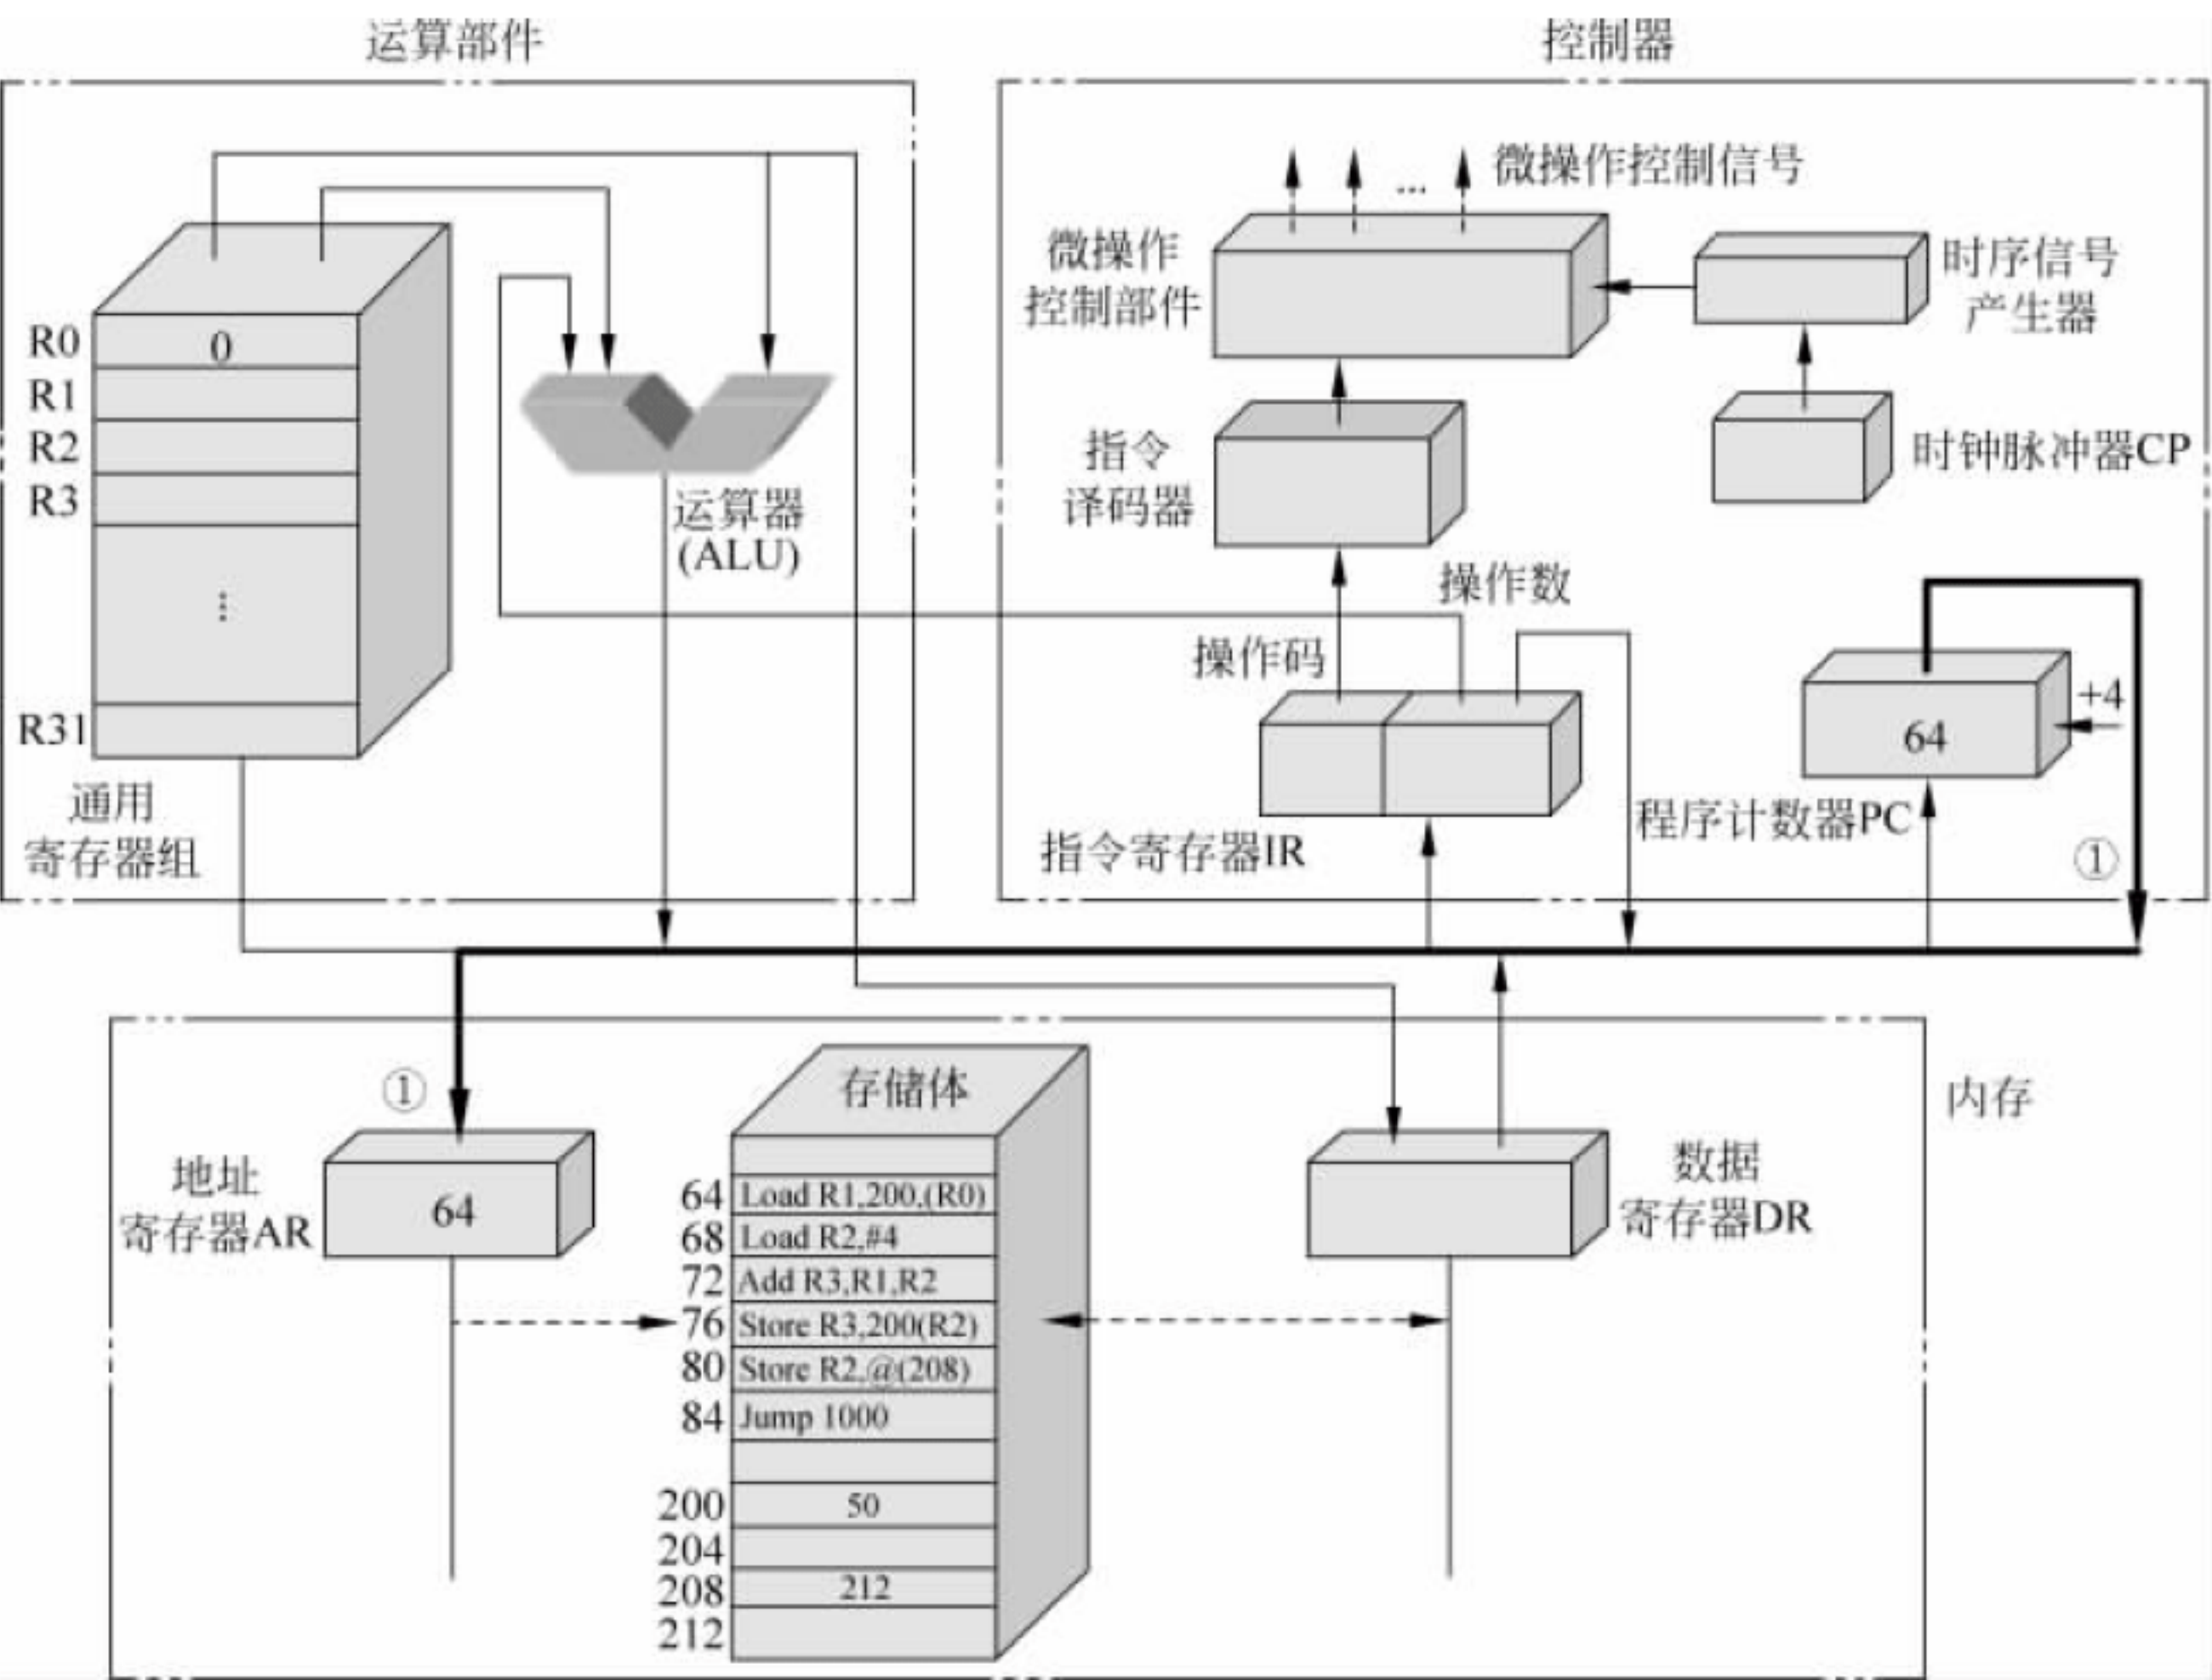 运算部件
控制器
R0
0
R1
R2
R3
⋮
R31
通用
寄存器组
运算器
(ALU)
微操作控制信号
...
微操作
控制部件
时序信号
产生器
指令
译码器
时钟脉冲器CP
操作数
操作码
指令寄存器IR
+4
64
程序计数器PC
①
①
地址
寄存器AR
64
存储体
64 Load R1,200,(R0)
68 Load R2,#4
72 Add R3,R1,R2
76 Store R3,200(R2)
80 Store R2,@(208)
84 Jump 1000
200 50
204
208 212
212
数据
寄存器DR
内存